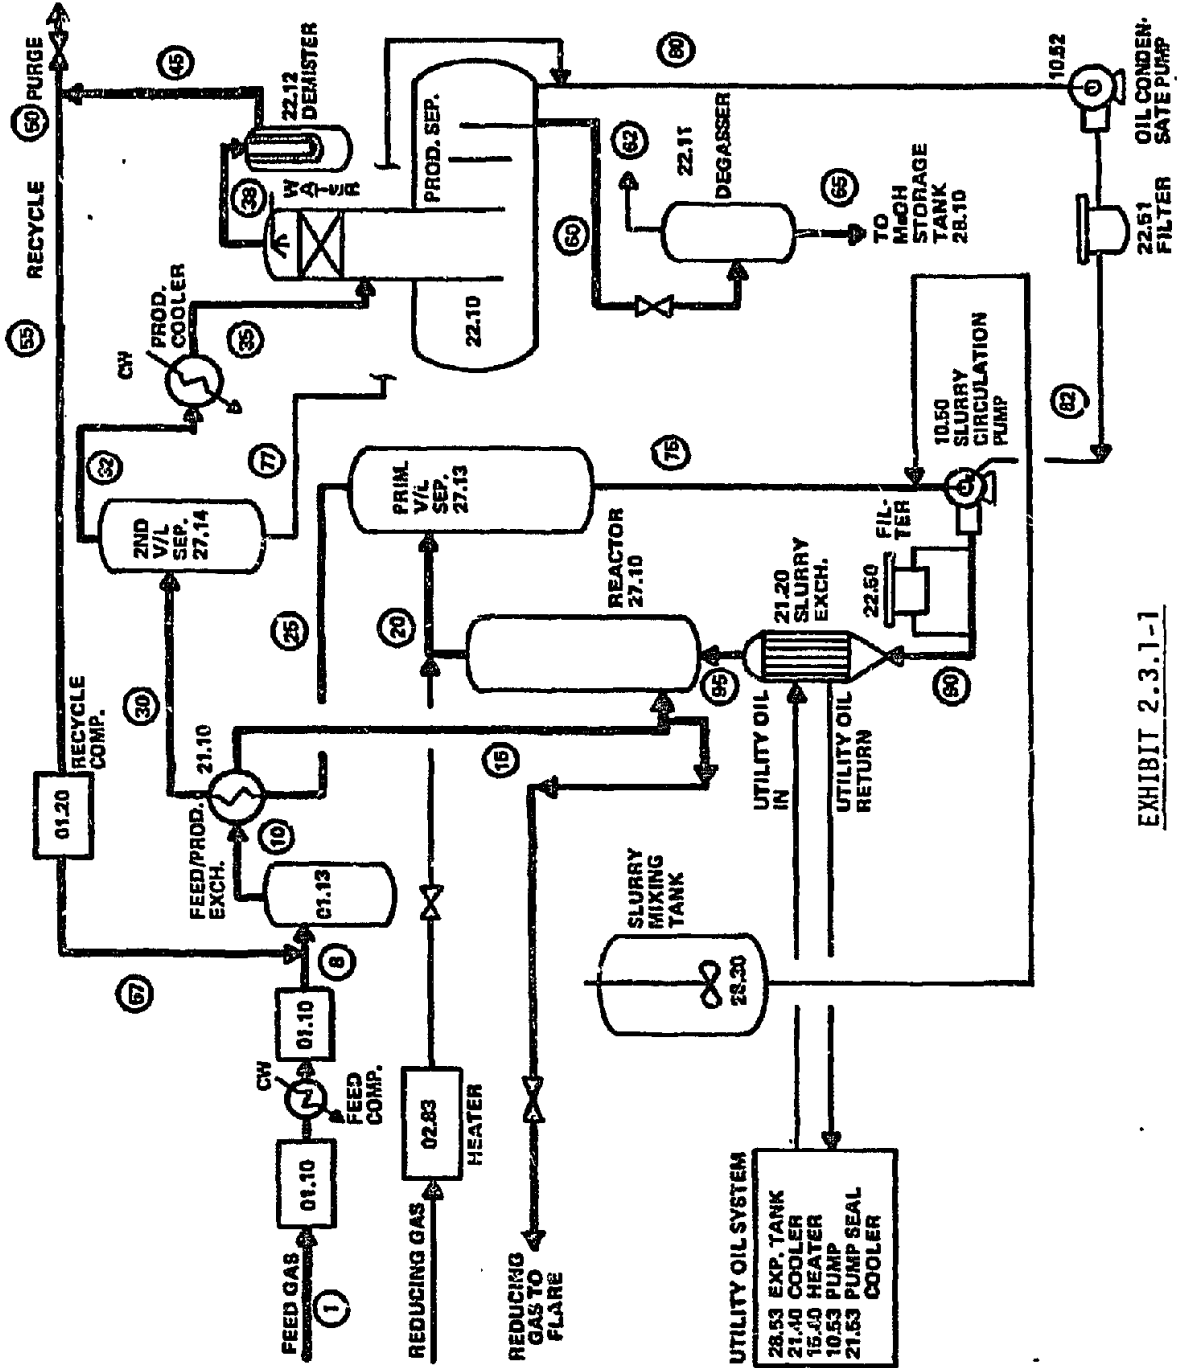 FEED GAS
1
01.10
CW
FEED
COMP.
01.10
8
57
01.13
10
FEED/PROD.
EXCH.
21.10
RECYCLE
COMP.
01.20
30
55
RECYCLE
50
PURGE
45
22.12
DEMISTER
38
WATER
2ND
V/L
SEP.
27.14
32
77
CW
PROD.
COOLER
35
22.10
PROD. SEP.
80
60
62
22.11
DEGASSER
65
TO
MeOH
STORAGE
TANK
28.10
10.52
OIL CONDEN-
SATE PUMP
22.51
FILTER
82
REDUCING GAS
02.83
HEATER
20
25
PRIM.
V/L
SEP.
27.13
75
REACTOR
27.10
15
95
REDUCING
GAS TO
FLARE
SLURRY
MIXING
TANK
28.30
21.20
SLURRY
EXCH.
UTILITY OIL
IN
UTILITY OIL
RETURN
90
22.50
FIL-
TER
10.50
SLURRY
CIRCULATION
PUMP
UTILITY OIL SYSTEM
28.53 EXP. TANK
21.40 COOLER
15.40 HEATER
10.53 PUMP
21.53 PUMP SEAL
COOLER
EXHIBIT 2.3.1-1